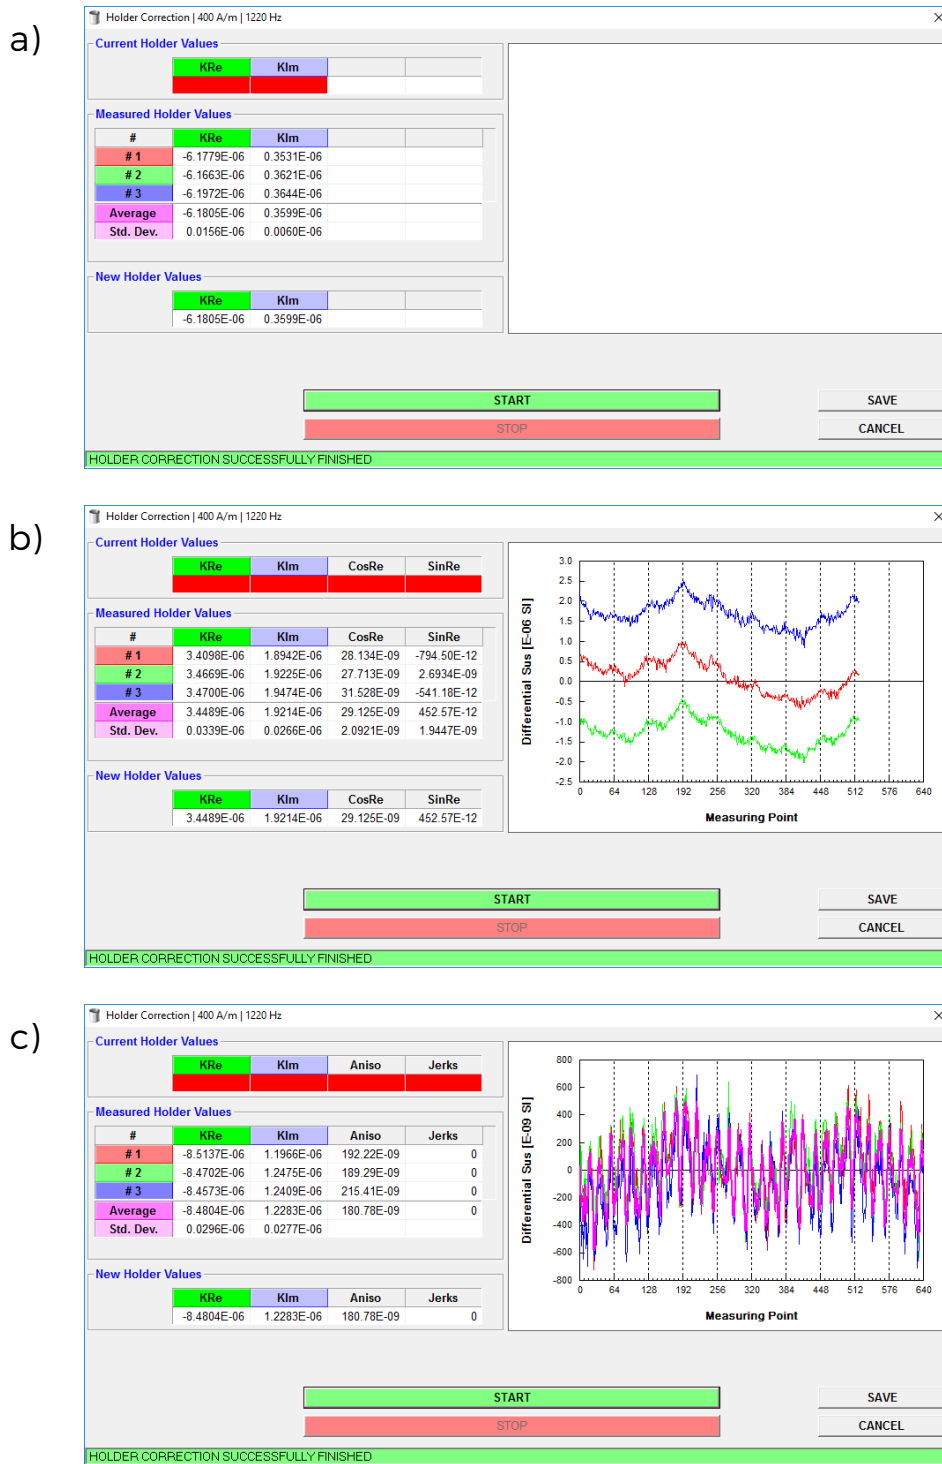 a)
Holder Correction | 400 A/m | 1220 Hz
Current Holder Values
KRe KIm
Measured Holder Values
# KRe KIm
# 1 -6.1779E-06 0.3531E-06
# 2 -6.1663E-06 0.3621E-06
# 3 -6.1972E-06 0.3644E-06
Average -6.1805E-06 0.3599E-06
Std. Dev. 0.0156E-06 0.0060E-06
New Holder Values
KRe KIm
-6.1805E-06 0.3599E-06
START SAVE
STOP CANCEL
HOLDER CORRECTION SUCCESSFULLY FINISHED
b)
Holder Correction | 400 A/m | 1220 Hz
Current Holder Values
KRe KIm CosRe SinRe
Measured Holder Values
# KRe KIm CosRe SinRe
# 1 3.4098E-06 1.8942E-06 28.134E-09 -794.50E-12
# 2 3.4669E-06 1.9225E-06 27.713E-09 2.6934E-09
# 3 3.4700E-06 1.9474E-06 31.528E-09 -541.18E-12
Average 3.4489E-06 1.9214E-06 29.125E-09 452.57E-12
Std. Dev. 0.0339E-06 0.0266E-06 2.0921E-09 1.9447E-09
New Holder Values
KRe KIm CosRe SinRe
3.4489E-06 1.9214E-06 29.125E-09 452.57E-12
Differential Sus [E-06 SI]
3.0
2.5
2.0
1.5
1.0
0.5
0.0
-0.5
-1.0
-1.5
-2.0
-2.5
0 64 128 192 256 320 384 448 512 576 640
Measuring Point
START SAVE
STOP CANCEL
HOLDER CORRECTION SUCCESSFULLY FINISHED
c)
Holder Correction | 400 A/m | 1220 Hz
Current Holder Values
KRe KIm Aniso Jerks
Measured Holder Values
# KRe KIm Aniso Jerks
# 1 -8.5137E-06 1.1966E-06 192.22E-09 0
# 2 -8.4702E-06 1.2475E-06 189.29E-09 0
# 3 -8.4573E-06 1.2409E-06 215.41E-09 0
Average -8.4804E-06 1.2283E-06 180.78E-09 0
Std. Dev. 0.0296E-06 0.0277E-06
New Holder Values
KRe KIm Aniso Jerks
-8.4804E-06 1.2283E-06 180.78E-09 0
Differential Sus [E-09 SI]
800
600
400
200
0
-200
-400
-600
-800
0 64 128 192 256 320 384 448 512 576 640
Measuring Point
START SAVE
STOP CANCEL
HOLDER CORRECTION SUCCESSFULLY FINISHED